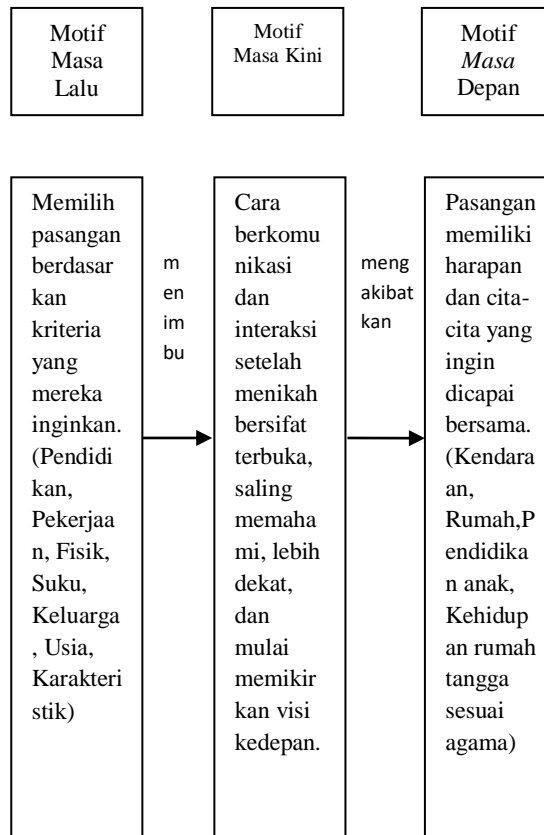 Motif
Masa
Lalu
Motif
Masa Kini
Motif
Masa
Depan
Memilih
pasangan
berdasar
kan
kriteria
yang
mereka
inginkan.
(Pendidi
kan,
Pekerjaa
n, Fisik,
Suku,
Keluarga
, Usia,
Karakteri
stik)
m
en
im
bu
Cara
berkomu
nikasi
dan
interaksi
setelah
menikah
bersifat
terbuka,
saling
memaha
mi, lebih
dekat,
dan
mulai
memikir
kan visi
kedepan.
meng
akibat
kan
Pasangan
memiliki
harapan
dan cita-
cita yang
ingin
dicapai
bersama.
(Kendara
an,
Rumah,P
endidika
n anak,
Kehidup
an rumah
tangga
sesuai
agama)